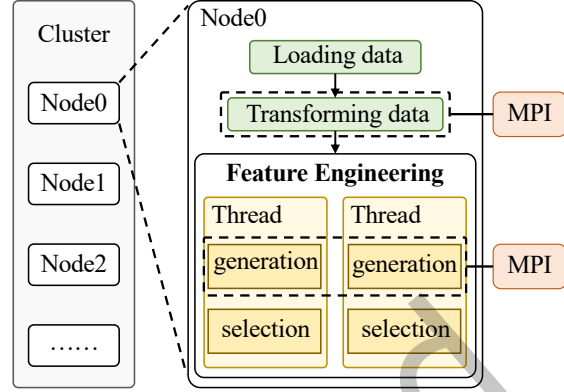 Cluster
Node0
Node1
Node2
……
Node0
Loading data
Transforming data
MPI
Feature Engineering
Thread
Thread
generation
generation
MPI
selection
selection